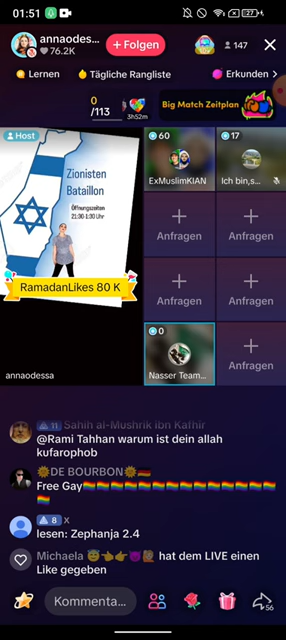 01:51
annaodes...
76.2K
+ Folgen
147
Lernen
Tägliche Rangliste
Erkunden
0
/113
3h52m
Big Match Zeitplan
Host
Zionisten
Bataillon
Öffnungszeiten
21:30-1:30 Uhr
RamadanLikes 80 K
annaodessa
60
ExMuslimKIAN
17
Ich bin,s...
Anfragen
Anfragen
Anfragen
Anfragen
0
Nasser Team...
Anfragen
11 Sahih al-Mushrik ibn Kafhir
@Rami Tahhan warum ist dein allah
kufarophob
DE BOURBON
Free Gay🏳️‍🌈🏳️‍🌈🏳️‍🌈🏳️‍🌈🏳️‍🌈🏳️‍🌈🏳️‍🌈🏳️‍🌈🏳️‍🌈🏳️‍🌈🏳️‍🌈🏳️‍🌈🏳️‍🌈🏳️‍🌈
🏳️‍🌈
8 X
lesen: Zephanja 2.4
Michaela hat dem LIVE einen
Like gegeben
Kommenta...
56